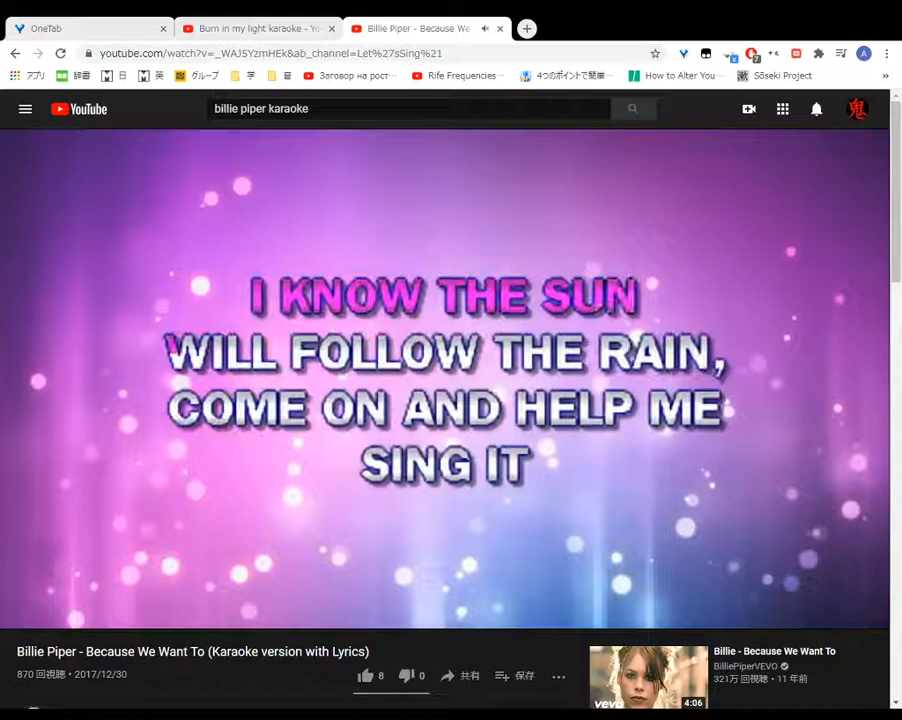 OneTab
Burn in my light karaoke - Yo
Billie Piper - Because We
youtube.com/watch?v=_WAJ5YzmHEk&ab_channel=Let%27sSing%21
アプリ 辞書 日 英 グループ 学 Заговор на рост… Rife Frequencies… 4つのポイントで簡単… How to Alter You… Sōseki Project
YouTube
billie piper karaoke
鬼
I KNOW THE SUN
WILL FOLLOW THE RAIN,
COME ON AND HELP ME
SING IT
Billie Piper - Because We Want To (Karaoke version with Lyrics)
870 回視聴・2017/12/30
8 0 共有 保存
Billie - Because We Want To
BilliePiperVEVO
321万 回視聴・11 年前
vevo
4:06